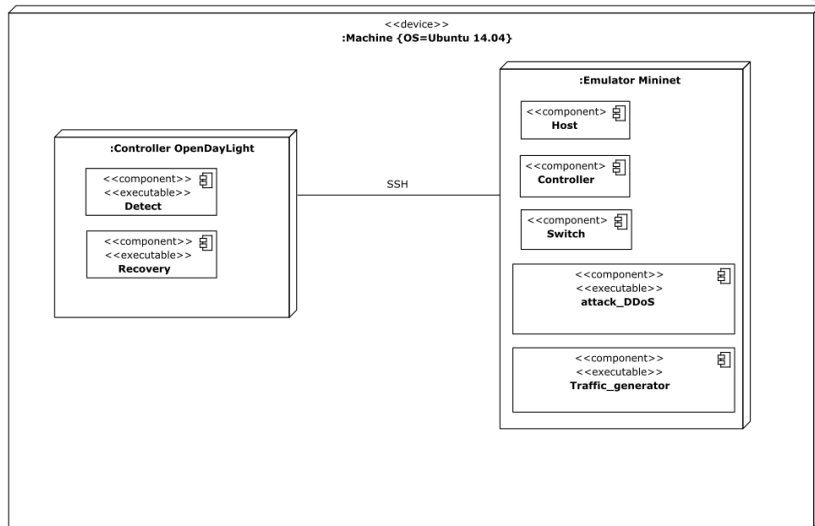 <<device>>
:Machine {OS=Ubuntu 14.04}
:Controller OpenDayLight
<<component>>
<<executable>>
Detect
<<component>>
<<executable>>
Recovery
SSH
:Emulator Mininet
<<component>
Host
<<component>
Controller
<<component>
Switch
<<component>>
<<executable>>
attack_DDoS
<<component>>
<<executable>>
Traffic_generator